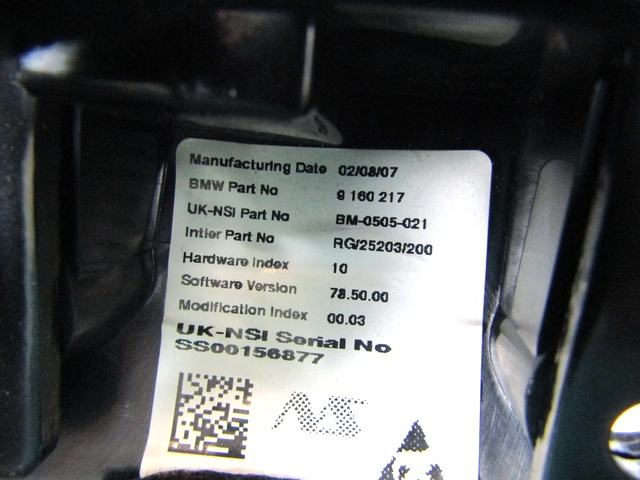 Manufacturing Date 02/08/07
BMW Part No 9 160 217
UK-NSI Part No BM-0505-021
Intier Part No RG/25203/200
Hardware Index 10
Software Version 78.50.00
Modification Index 00.03
UK-NSI Serial No
SS00156877
NS